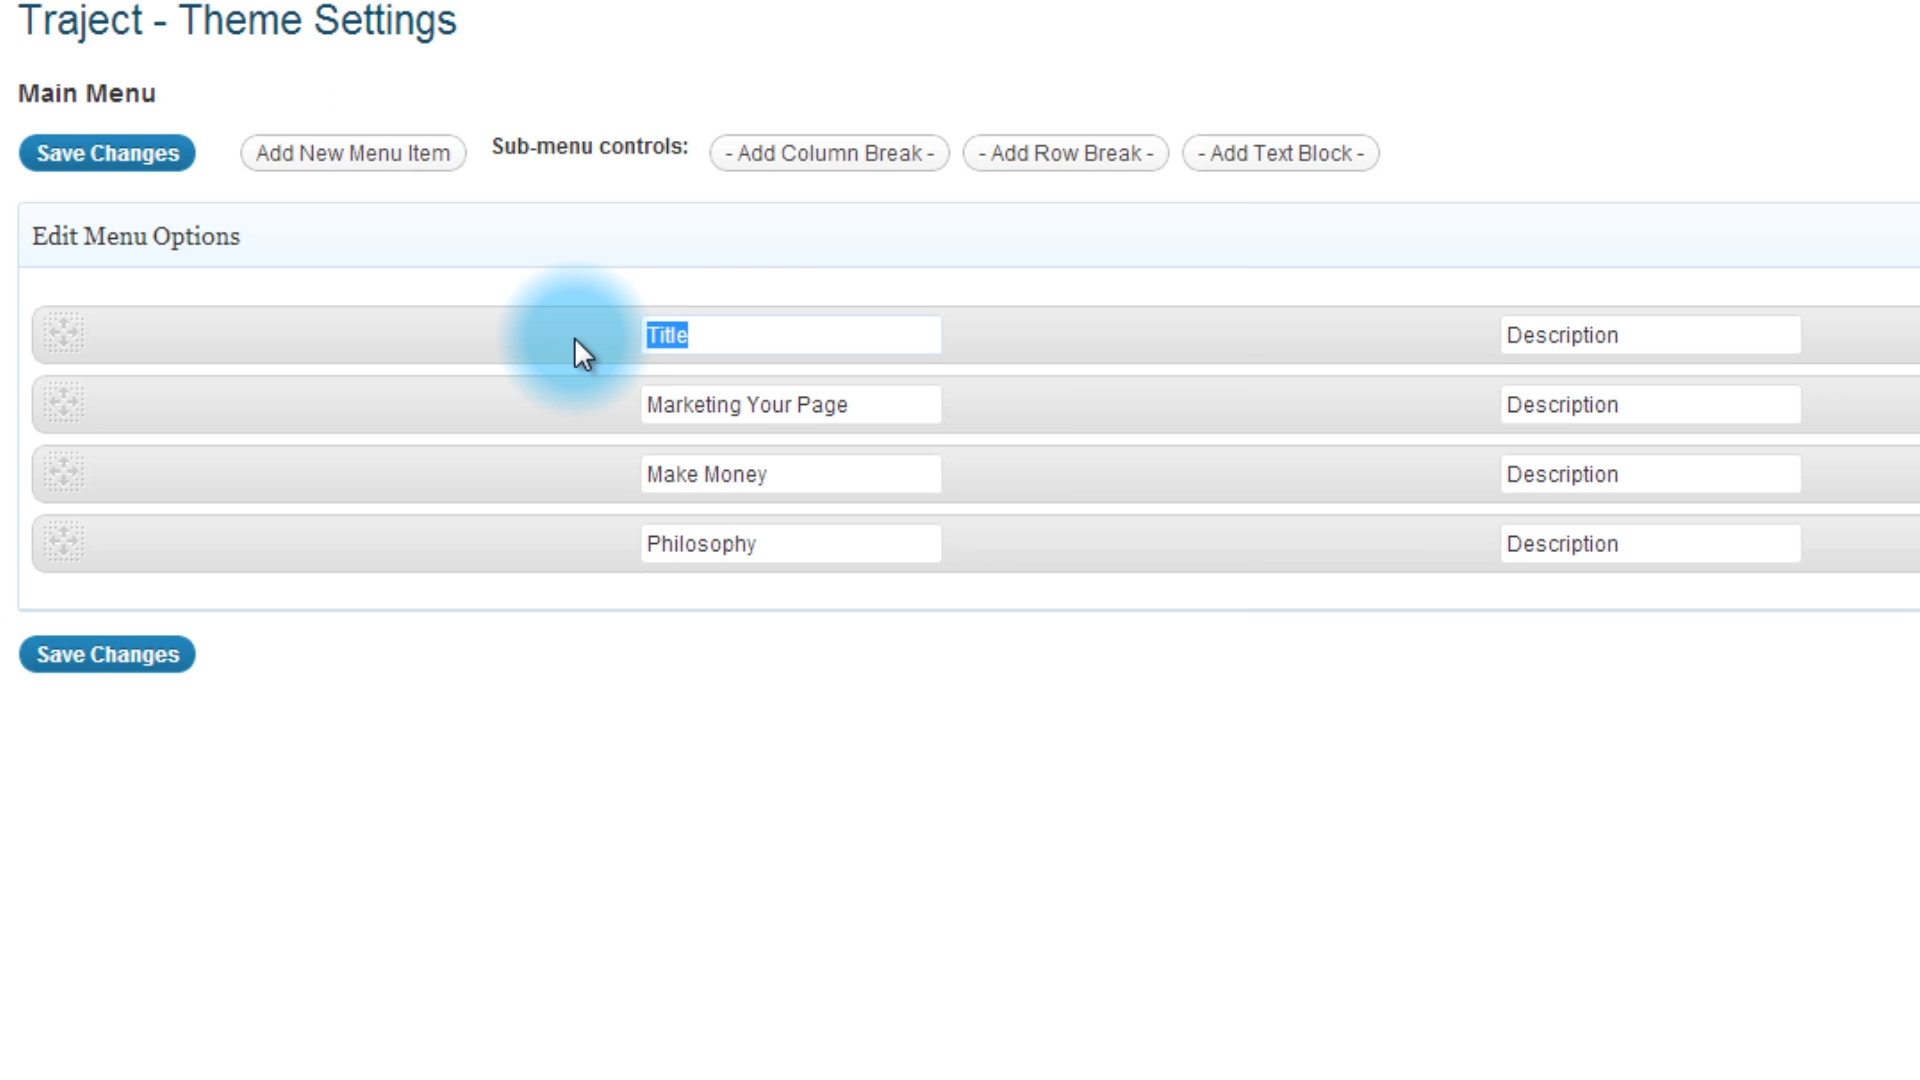 Traject - Theme Settings
Main Menu
Save Changes Add New Menu Item Sub-menu controls: - Add Column Break - - Add Row Break - - Add Text Block -
Edit Menu Options
Title Description
Marketing Your Page Description
Make Money Description
Philosophy Description
Save Changes